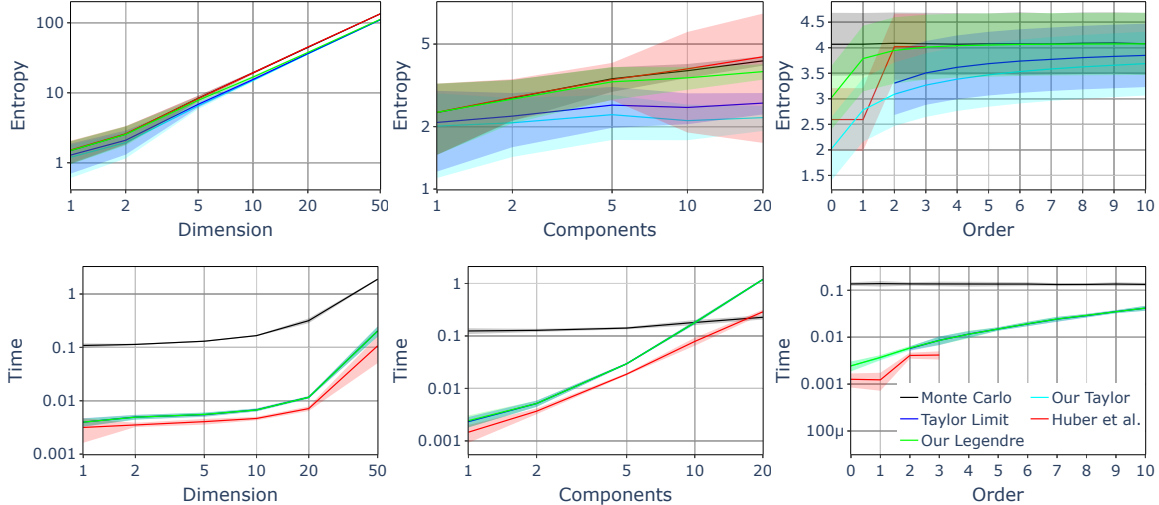 100
10
1
Entropy
1 2 5 10 20 50
Dimension
5
2
1
Entropy
1 2 5 10 20
Components
4.5
4
3.5
3
2.5
2
1.5
Entropy
0 1 2 3 4 5 6 7 8 9 10
Order
1
0.1
0.01
0.001
Time
1 2 5 10 20 50
Dimension
1
0.1
0.01
0.001
Time
1 2 5 10 20
Components
0.1
0.01
0.001
100μ
Time
Monte Carlo
Our Taylor
Taylor Limit
Huber et al.
Our Legendre
0 1 2 3 4 5 6 7 8 9 10
Order